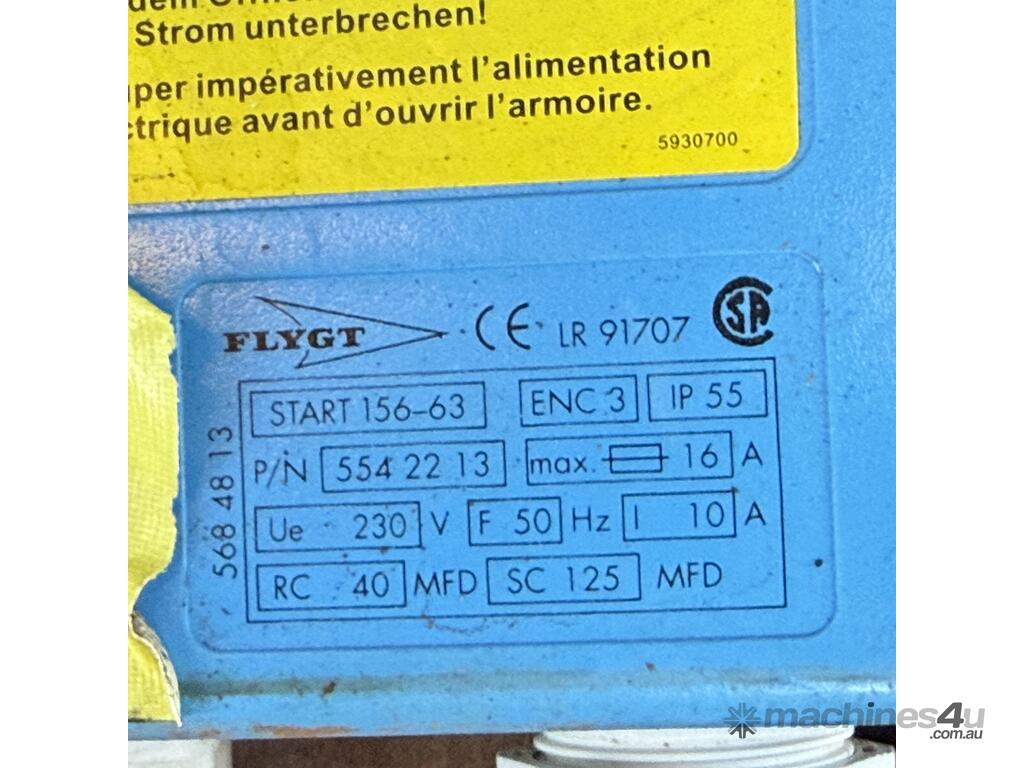 Strom unterbrechen!
impérativement l'alimentation
avant d'ouvrir l'armoire.
5930700
FLYGT CE LR 91707 SA
START 156-63 ENC 3 IP 55
P/N 554 22 13 max. 16 A
Ue 230 V F 50 Hz I 10 A
RC 40 MFD SC 125 MFD
568 48 13
machines4u
.com.au